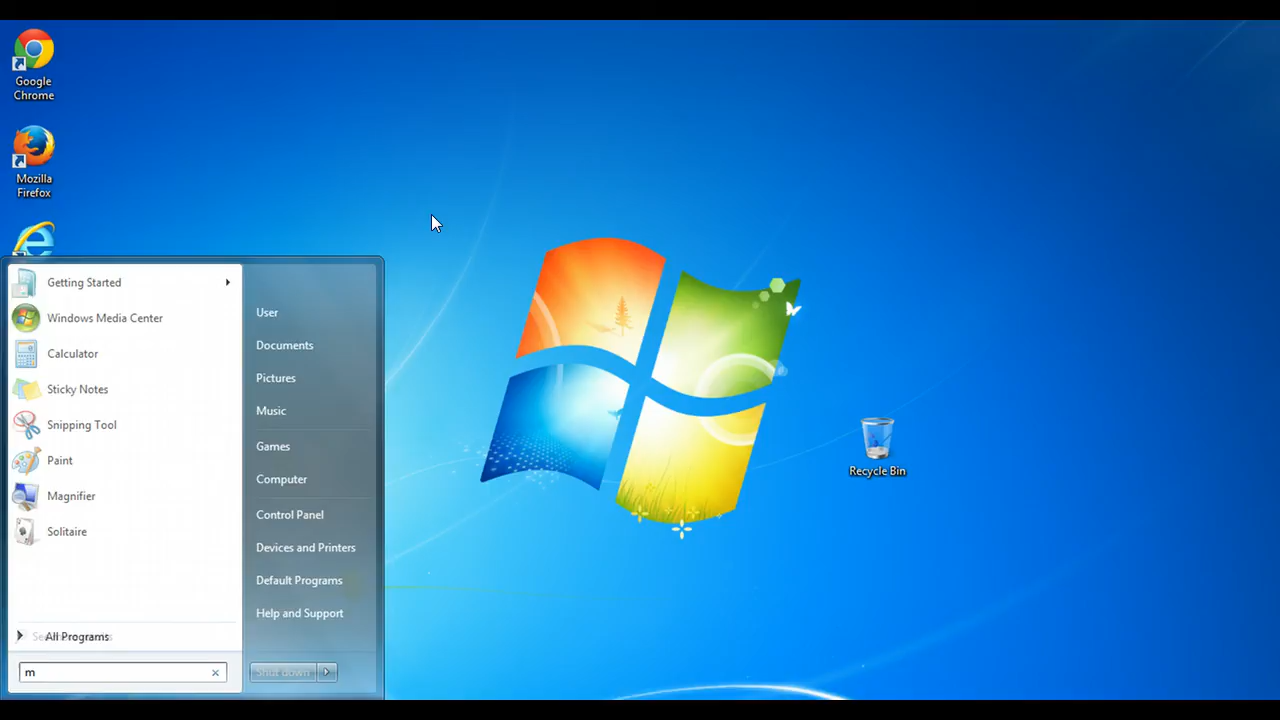 Google
Chrome
Mozilla
Firefox
Getting Started
Windows Media Center
Calculator
Sticky Notes
Snipping Tool
Paint
Magnifier
Solitaire
All Programs
m
User
Documents
Pictures
Music
Games
Computer
Control Panel
Devices and Printers
Default Programs
Help and Support
Shut down
Recycle Bin